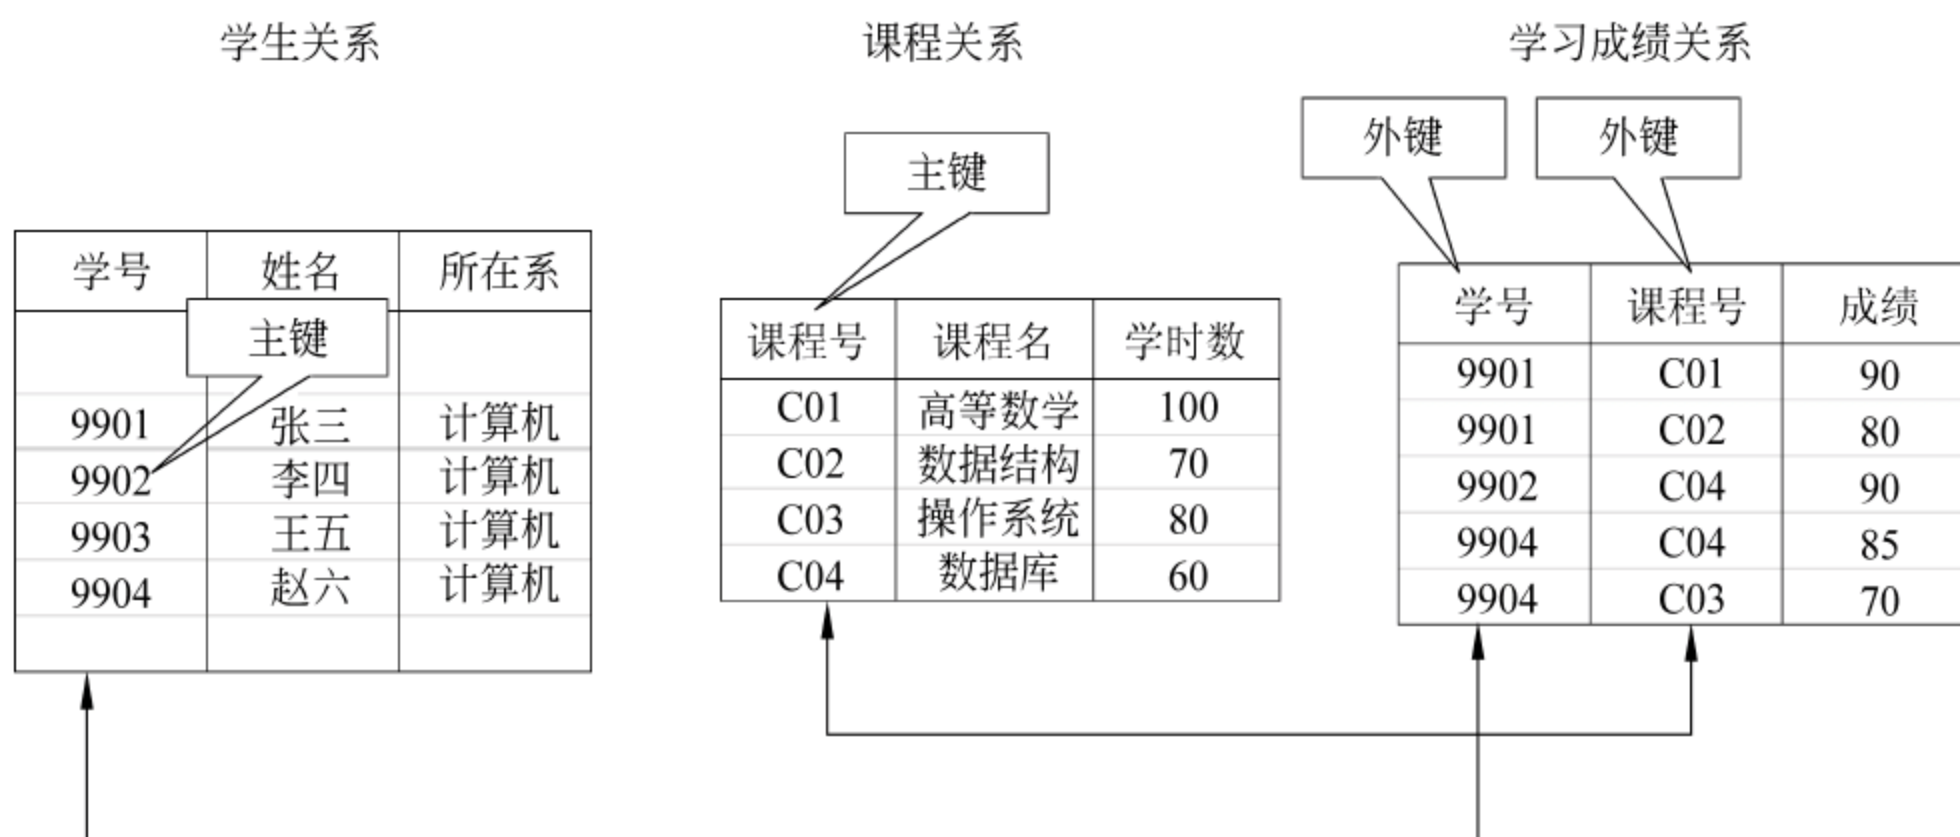 学生关系
课程关系
学习成绩关系
外键
外键
主键
学号 姓名 所在系
主键
9901 张三 计算机
9902 李四 计算机
9903 王五 计算机
9904 赵六 计算机
课程号 课程名 学时数
C01 高等数学 100
C02 数据结构 70
C03 操作系统 80
C04 数据库 60
学号 课程号 成绩
9901 C01 90
9901 C02 80
9902 C04 90
9904 C04 85
9904 C03 70